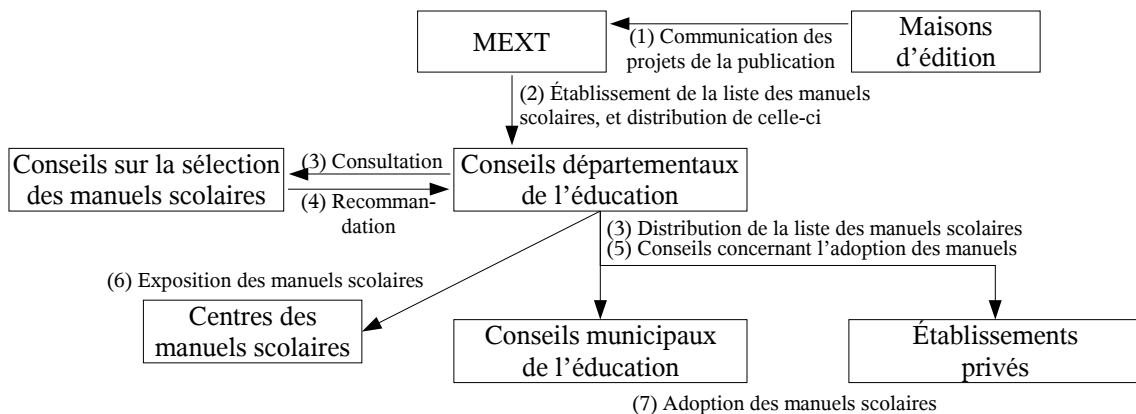 MEXT
(1) Communication des
projets de la publication
Maisons
d’édition
(2) Établissement de la liste des manuels
scolaires, et distribution de celle-ci
Conseils sur la sélection
des manuels scolaires
(3) Consultation
(4) Recomman-
dation
Conseils départementaux
de l’éducation
(3) Distribution de la liste des manuels scolaires
(5) Conseils concernant l’adoption des manuels
(6) Exposition des manuels scolaires
Centres des
manuels scolaires
Conseils municipaux
de l’éducation
Établissements
privés
(7) Adoption des manuels scolaires